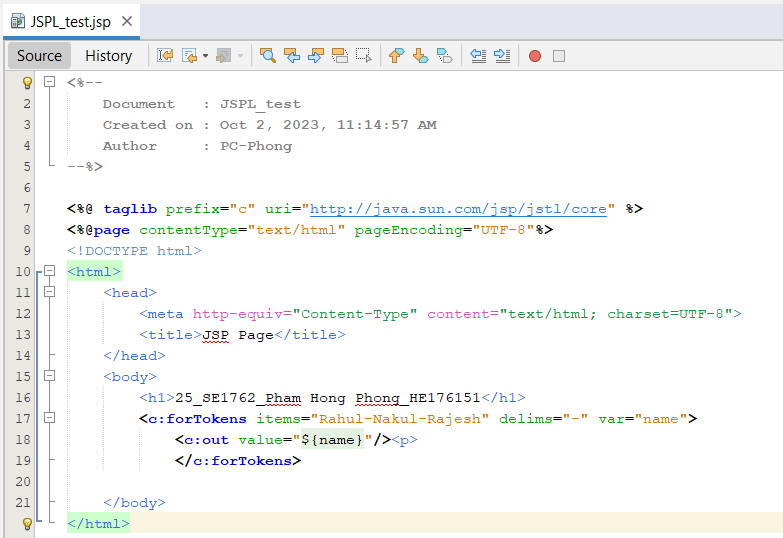 JSPL_test.jsp
Source History
<%--
2 Document : JSPL_test
3 Created on : Oct 2, 2023, 11:14:57 AM
4 Author : PC-Phong
5 --%>
6
7 <%@ taglib prefix="c" uri="http://java.sun.com/jsp/jstl/core" %>
8 <%@page contentType="text/html" pageEncoding="UTF-8"%>
9 <!DOCTYPE html>
10 <html>
11 <head>
12 <meta http-equiv="Content-Type" content="text/html; charset=UTF-8">
13 <title>JSP Page</title>
14 </head>
15 <body>
16 <h1>25_SE1762_Pham Hong Phong_HE176151</h1>
17 <c:forTokens items="Rahul-Nakul-Rajesh" delims="-" var="name">
18 <c:out value="${name}"/><p>
19 </c:forTokens>
20
21 </body>
</html>